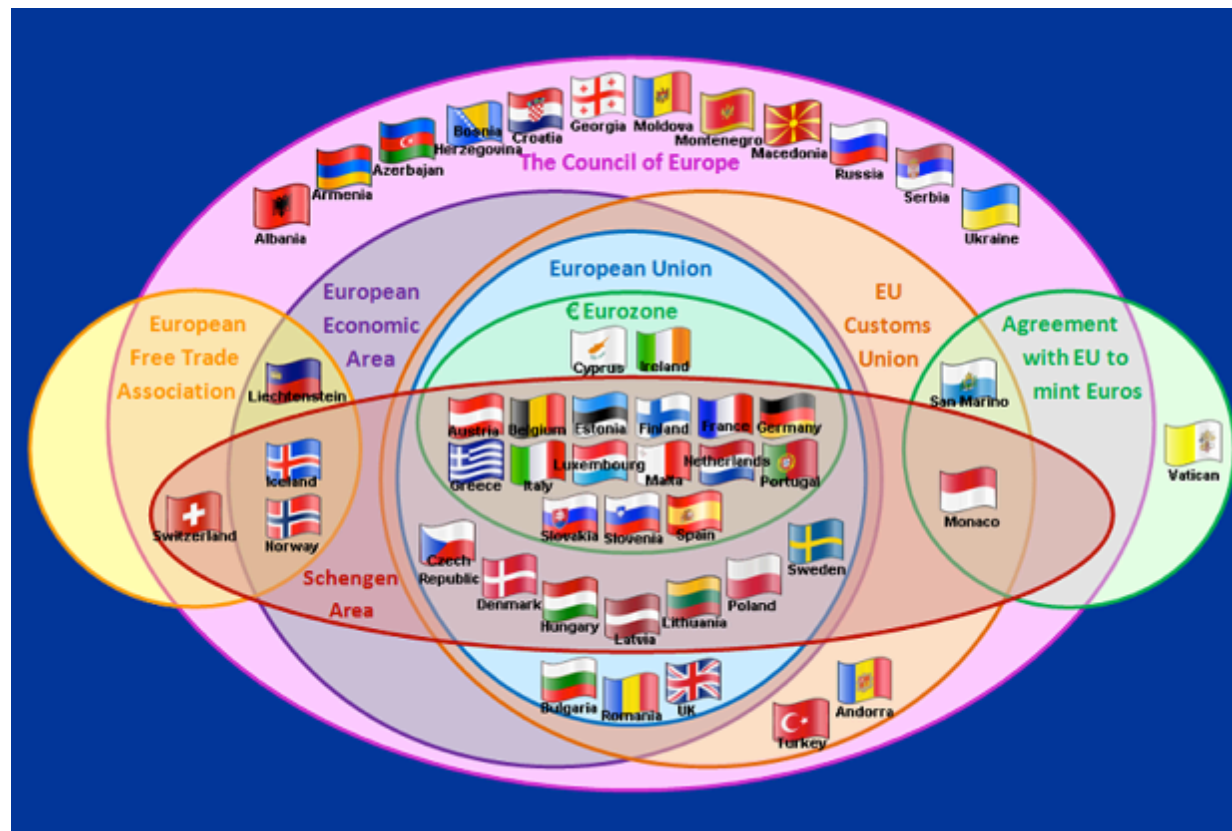 Georgia
Moldova
Bosnia
Herzegovina
Croatia
Montenegro
Macedonia
Azerbajan
The Council of Europe
Russia
Armenia
Serbia
Albania
Ukraine
European Union
European
Economic
Area
EU
Customs
Union
€ Eurozone
European
Free Trade
Association
Agreement
with EU to
mint Euros
Cyprus
Ireland
Liechtenstein
San Marino
Austria
Belgium
Estonia
Finland
France
Germany
Greece
Italy
Luxembourg
Malta
Netherlands
Portugal
Vatican
Iceland
Monaco
Switzerland
Norway
Slovakia
Slovenia
Spain
Czech
Republic
Sweden
Schengen
Area
Denmark
Hungary
Latvia
Lithuania
Poland
Bulgaria
Romania
UK
Andorra
Turkey